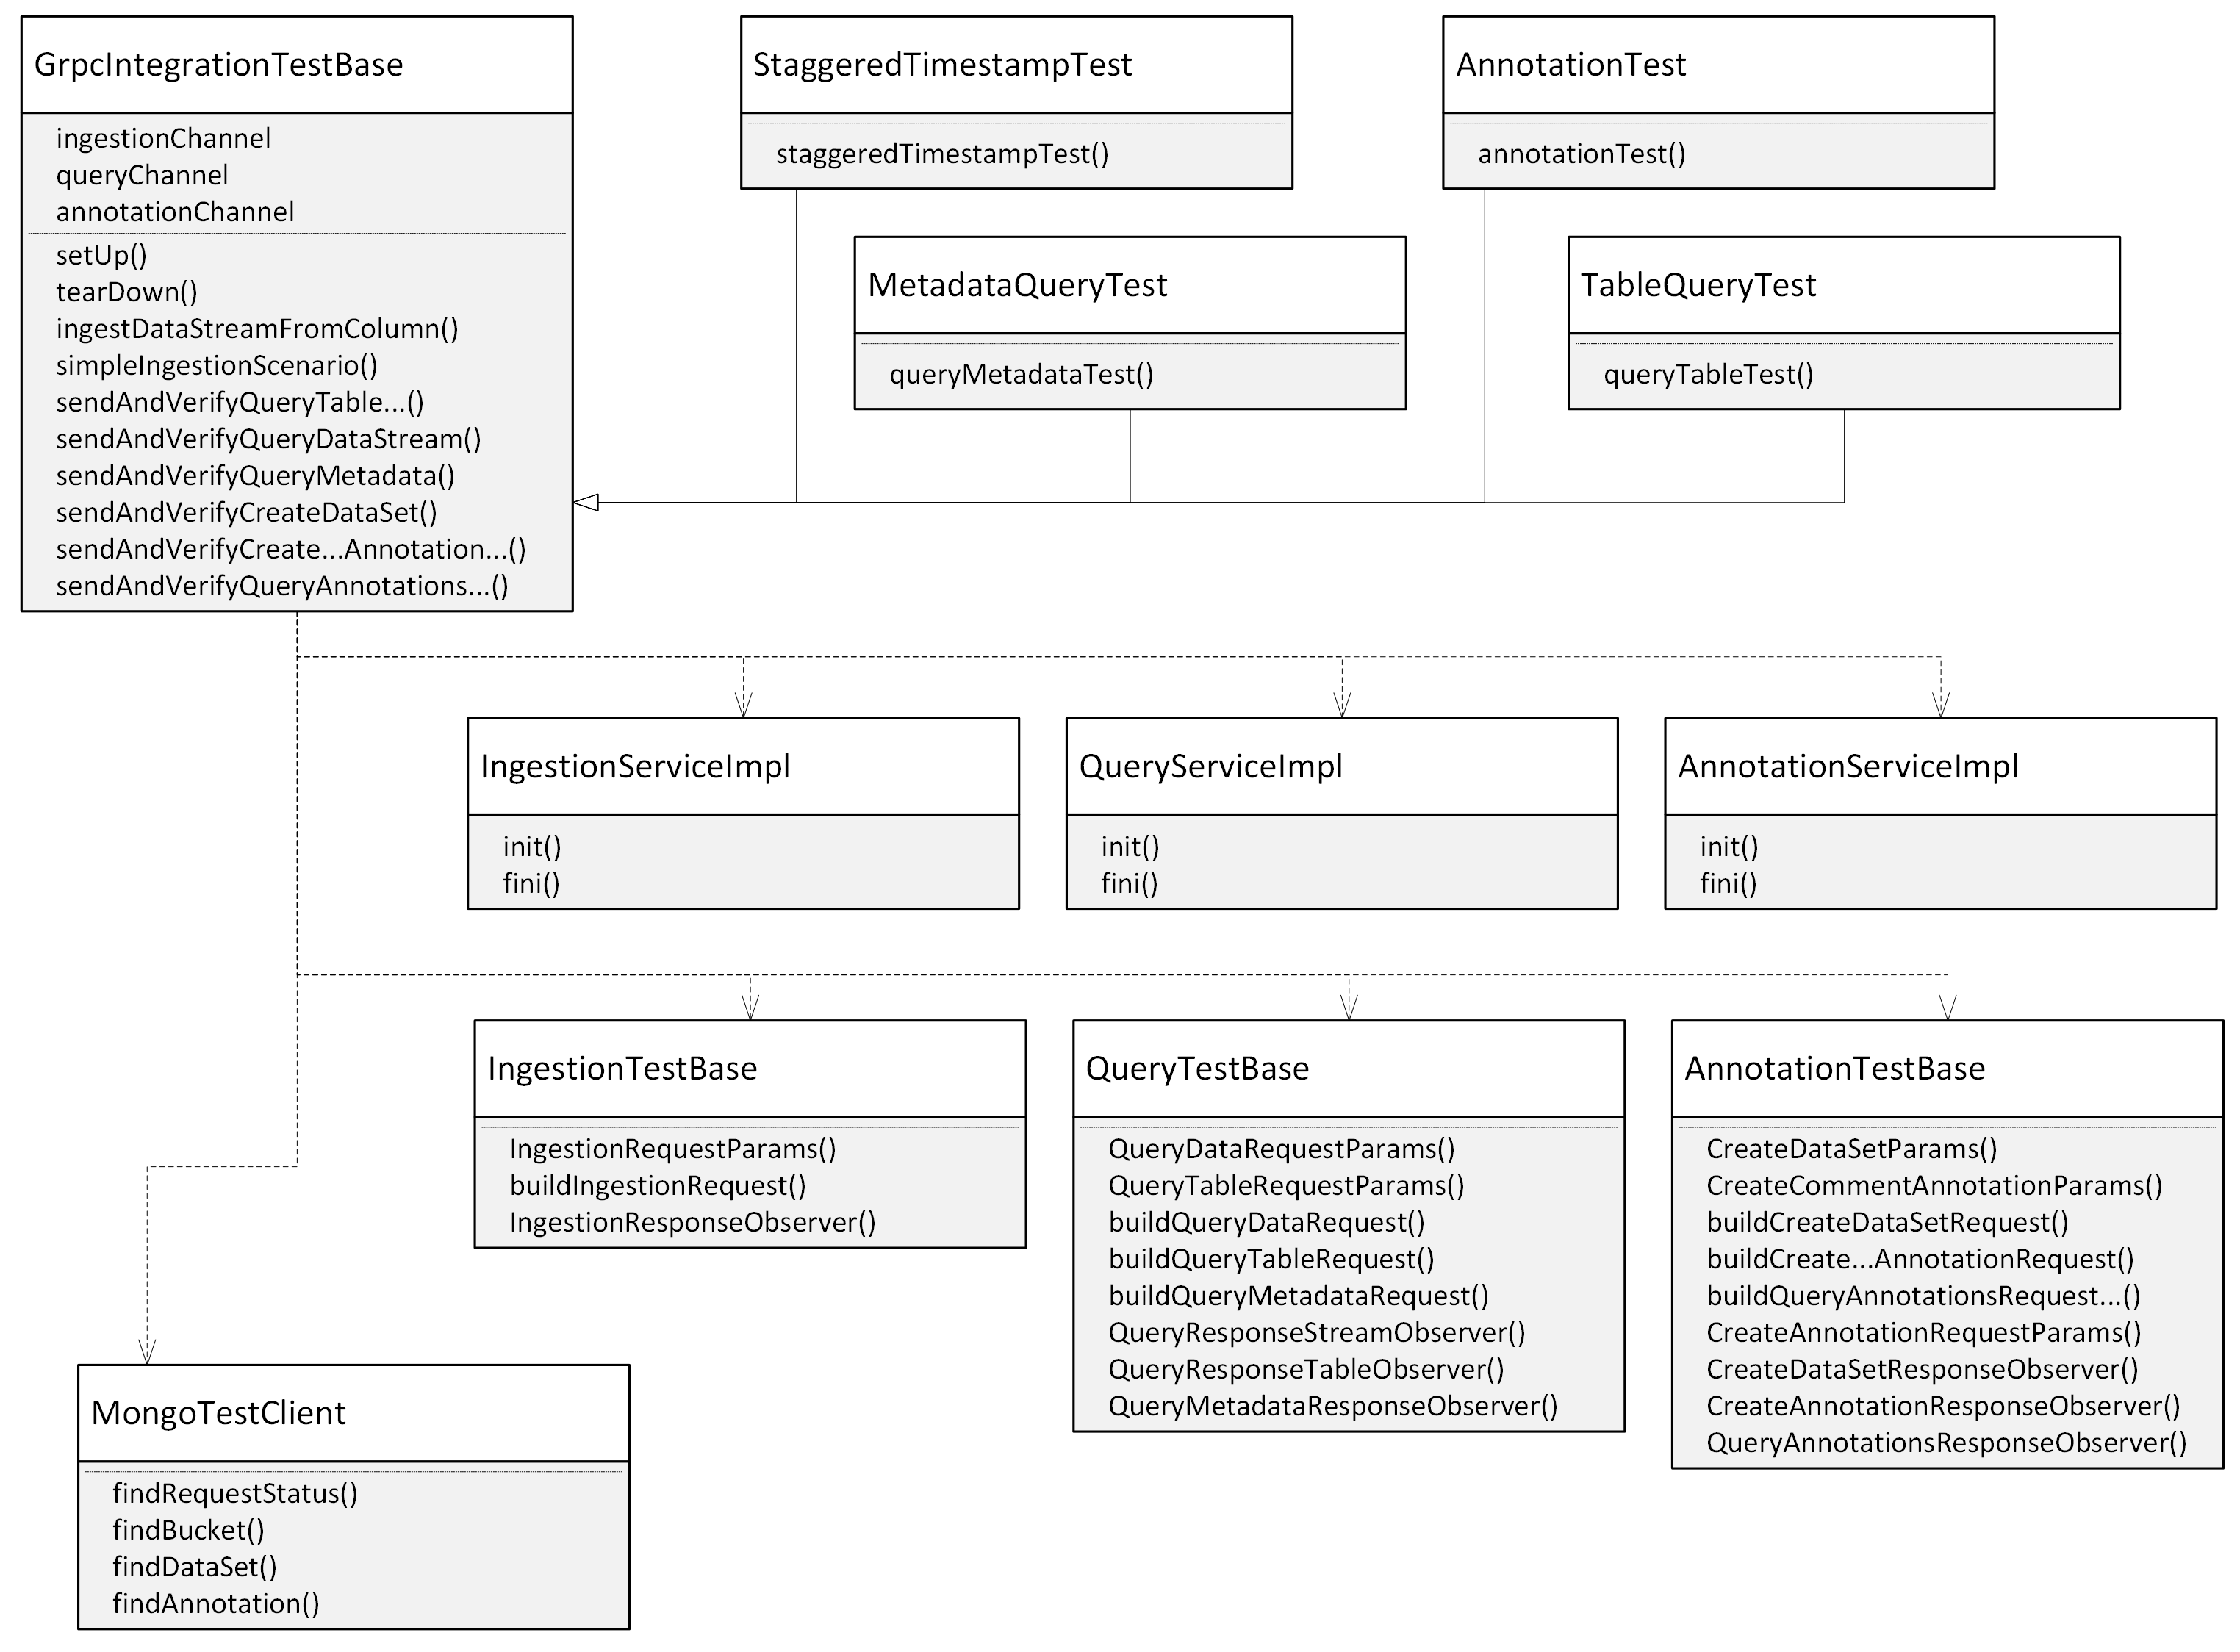 GrpcIntegrationTestBase
ingestionChannel
queryChannel
annotationChannel
setUp()
tearDown()
ingestDataStreamFromColumn()
simpleIngestionScenario()
sendAndVerifyQueryTable...()
sendAndVerifyQueryDataStream()
sendAndVerifyQueryMetadata()
sendAndVerifyCreateDataSet()
sendAndVerifyCreate...Annotation...()
sendAndVerifyQueryAnnotations...()
StaggeredTimestampTest
staggeredTimestampTest()
AnnotationTest
annotationTest()
MetadataQueryTest
queryMetadataTest()
TableQueryTest
queryTableTest()
IngestionServiceImpl
init()
fini()
QueryServiceImpl
init()
fini()
AnnotationServiceImpl
init()
fini()
IngestionTestBase
IngestionRequestParams()
buildIngestionRequest()
IngestionResponseObserver()
QueryTestBase
QueryDataRequestParams()
QueryTableRequestParams()
buildQueryDataRequest()
buildQueryTableRequest()
buildQueryMetadataRequest()
QueryResponseStreamObserver()
QueryResponseTableObserver()
QueryMetadataResponseObserver()
AnnotationTestBase
CreateDataSetParams()
CreateCommentAnnotationParams()
buildCreateDataSetRequest()
buildCreate...AnnotationRequest()
buildQueryAnnotationsRequest...()
CreateAnnotationRequestParams()
CreateDataSetResponseObserver()
CreateAnnotationResponseObserver()
QueryAnnotationsResponseObserver()
MongoTestClient
findRequestStatus()
findBucket()
findDataSet()
findAnnotation()